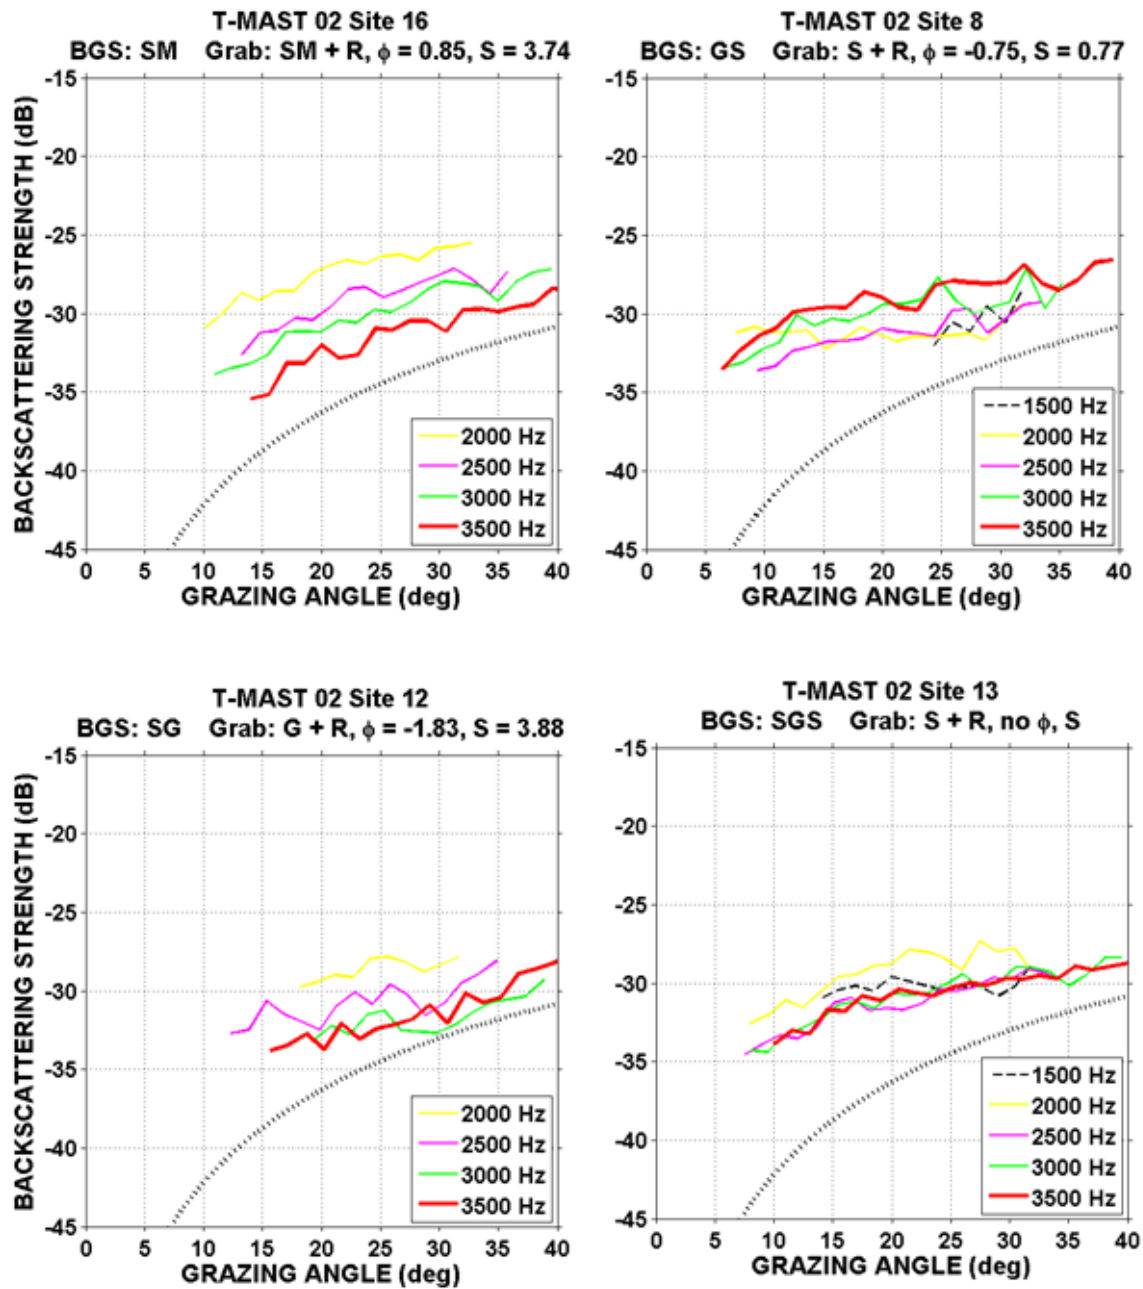 T-MAST 02 Site 16
BGS: SM Grab: SM + R, ϕ = 0.85, S = 3.74
BACKSCATTERING STRENGTH (dB)
-15
-20
-25
-30
-35
-40
-45
2000 Hz
2500 Hz
3000 Hz
3500 Hz
0 5 10 15 20 25 30 35 40
GRAZING ANGLE (deg)
T-MAST 02 Site 8
BGS: GS Grab: S + R, ϕ = -0.75, S = 0.77
-15
-20
-25
-30
-35
-40
-45
1500 Hz
2000 Hz
2500 Hz
3000 Hz
3500 Hz
0 5 10 15 20 25 30 35 40
GRAZING ANGLE (deg)
T-MAST 02 Site 12
BGS: SG Grab: G + R, ϕ = -1.83, S = 3.88
BACKSCATTERING STRENGTH (dB)
-15
-20
-25
-30
-35
-40
-45
2000 Hz
2500 Hz
3000 Hz
3500 Hz
0 5 10 15 20 25 30 35 40
GRAZING ANGLE (deg)
T-MAST 02 Site 13
BGS: SGS Grab: S + R, no ϕ, S
-15
-20
-25
-30
-35
-40
-45
1500 Hz
2000 Hz
2500 Hz
3000 Hz
3500 Hz
0 5 10 15 20 25 30 35 40
GRAZING ANGLE (deg)